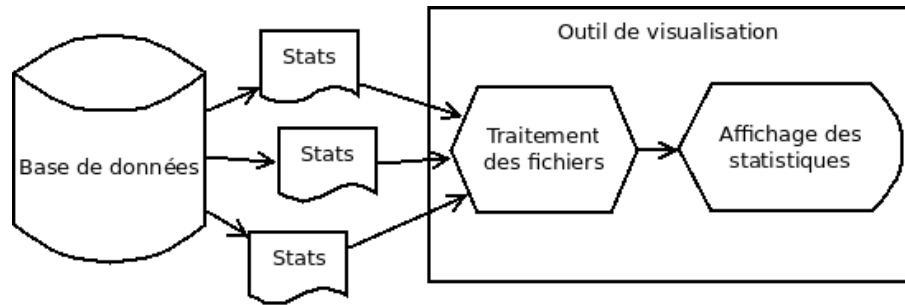 Outil de visualisation
Stats
Base de données
Stats
Stats
Traitement
des fichiers
Affichage des
statistiques